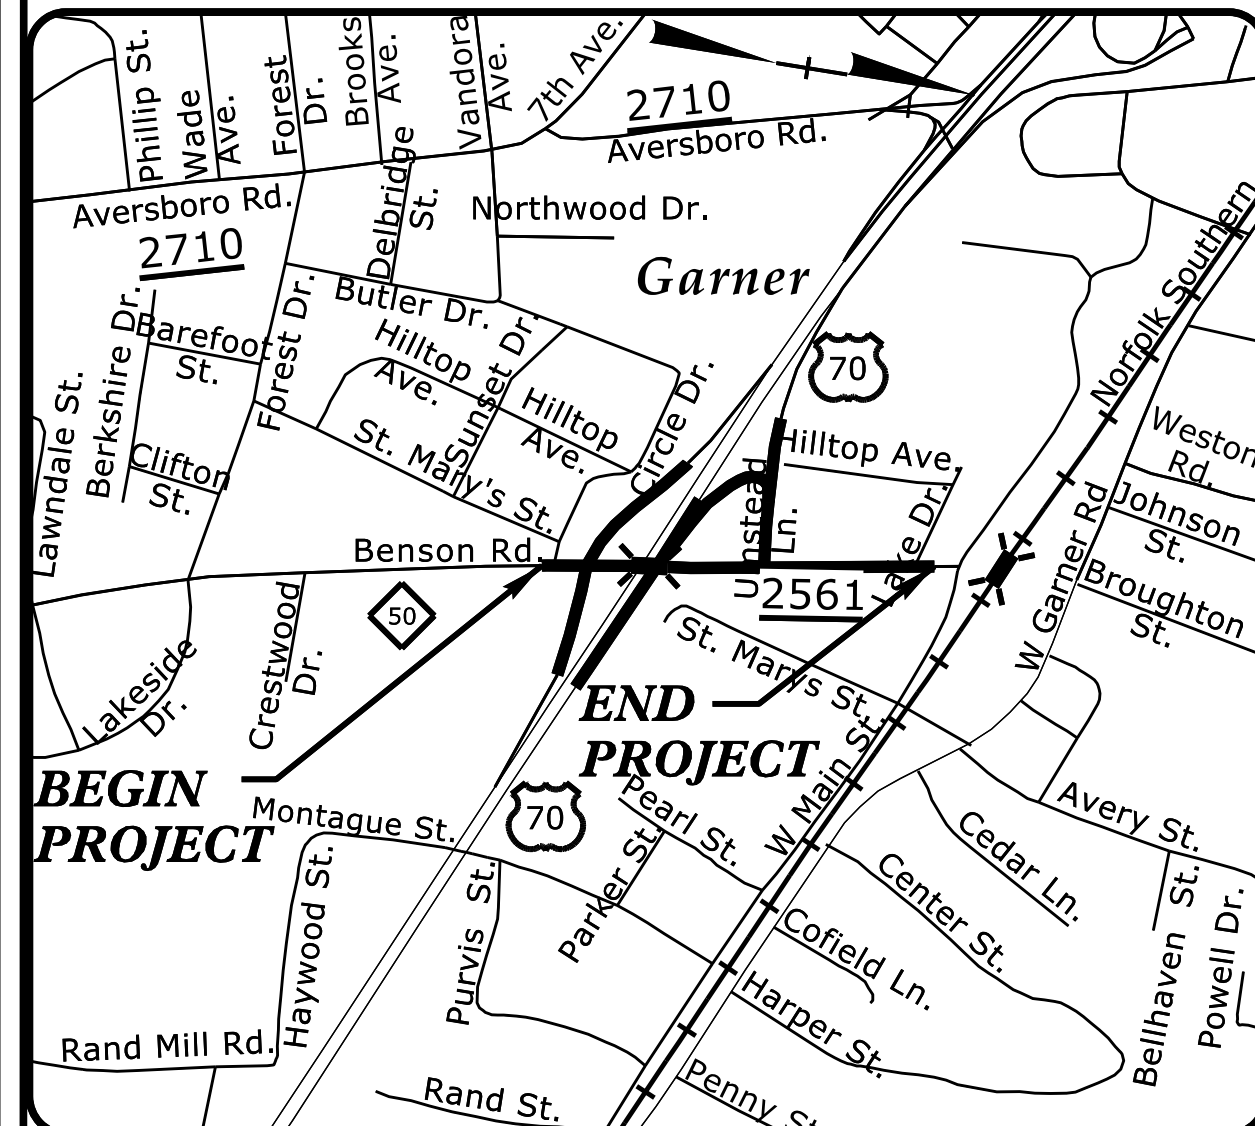 Phillip St.
Wade
Ave.
Forest
Dr.
Brooks
Ave.
Vandora
Ave.
7th Ave.
2710
Aversboro Rd.
Aversboro Rd.
2710
Delbridge
St.
Northwood Dr.
Garner
Butler Dr.
Berkshire Dr.
Barefoot
St.
Forest Dr.
Hilltop
Ave.
Sunset Dr.
Hilltop
Ave.
Circle Dr.
70
Norfolk Southern
Lawndale St.
Clifton
St.
St. Mary's St.
Hilltop Ave.
Weston
Rd.
Johnson
St.
Broughton
St.
W Garner Rd
Unstead
Ln.
Lake Dr.
Benson Rd.
2561
50
Crestwood
Dr.
Lakeside
Dr.
St. Marys St.
END
PROJECT
BEGIN
PROJECT
70
W Main St.
Montague St.
Pearl St.
Parker St.
Avery St.
Cedar Ln.
Center St.
Cofield Ln.
Harper St.
Bellhaven St.
Powell Dr.
Haywood St.
Purvis St.
Rand Mill Rd.
Rand St.
Penny St